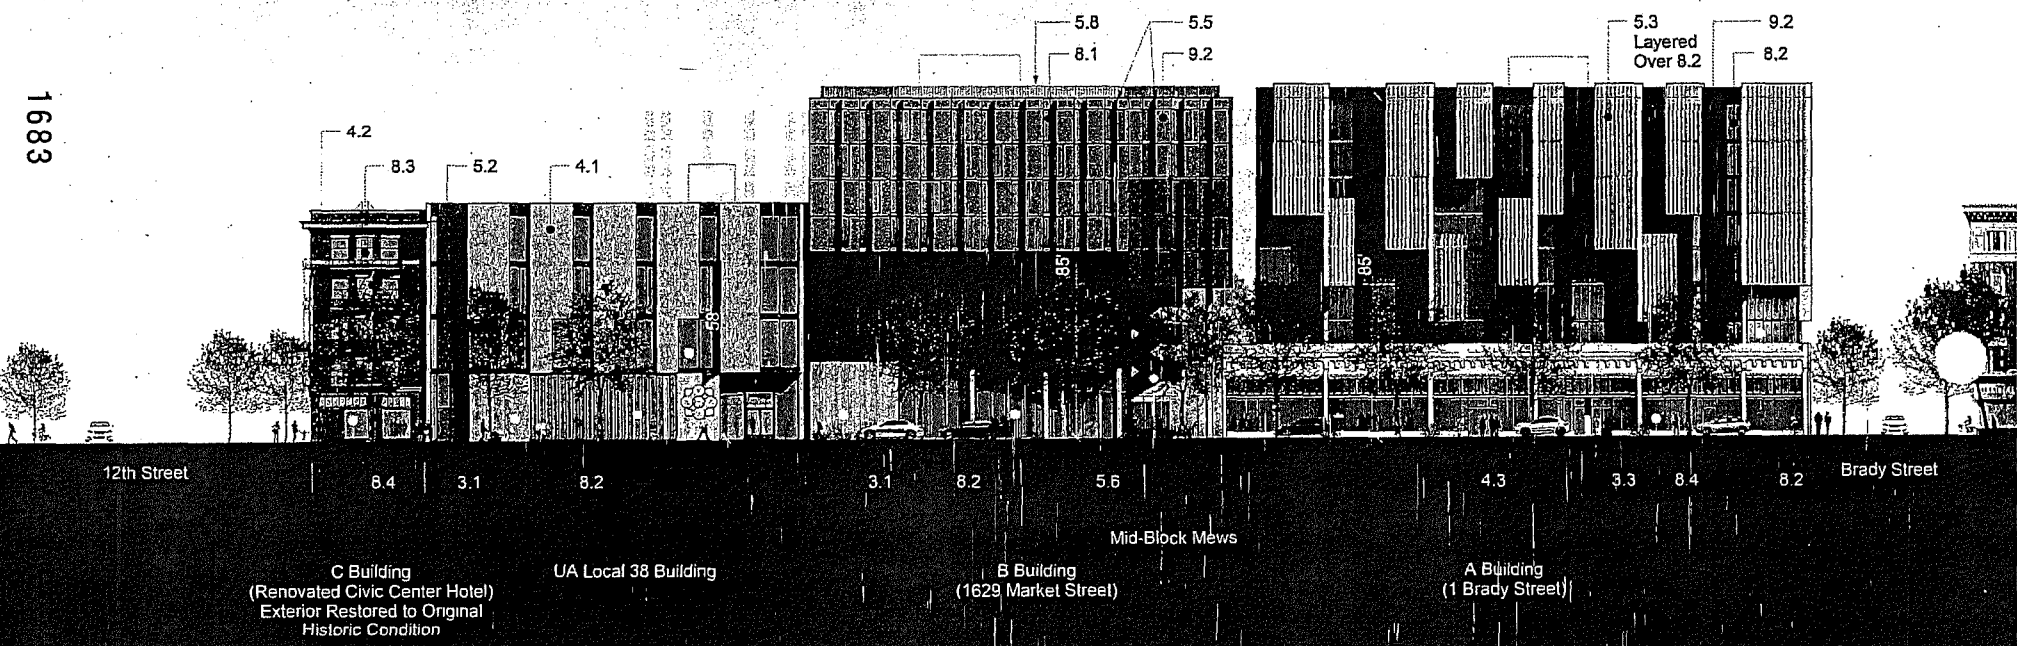 1683
5.8
5.5
5.3
Layered
Over 8.2
9.2
8.1
9.2
8.2
4.2
8.3
5.2
4.1
85'
85'
58'
12th Street
8.4
3.1
8.2
3.1
8.2
5.6
4.3
3.3
8.4
8.2
Brady Street
Mid-Block Mews
C Building
(Renovated Civic Center Hotel)
Exterior Restored to Original
Historic Condition
UA Local 38 Building
B Building
(1629 Market Street)
A Building
(1 Brady Street)